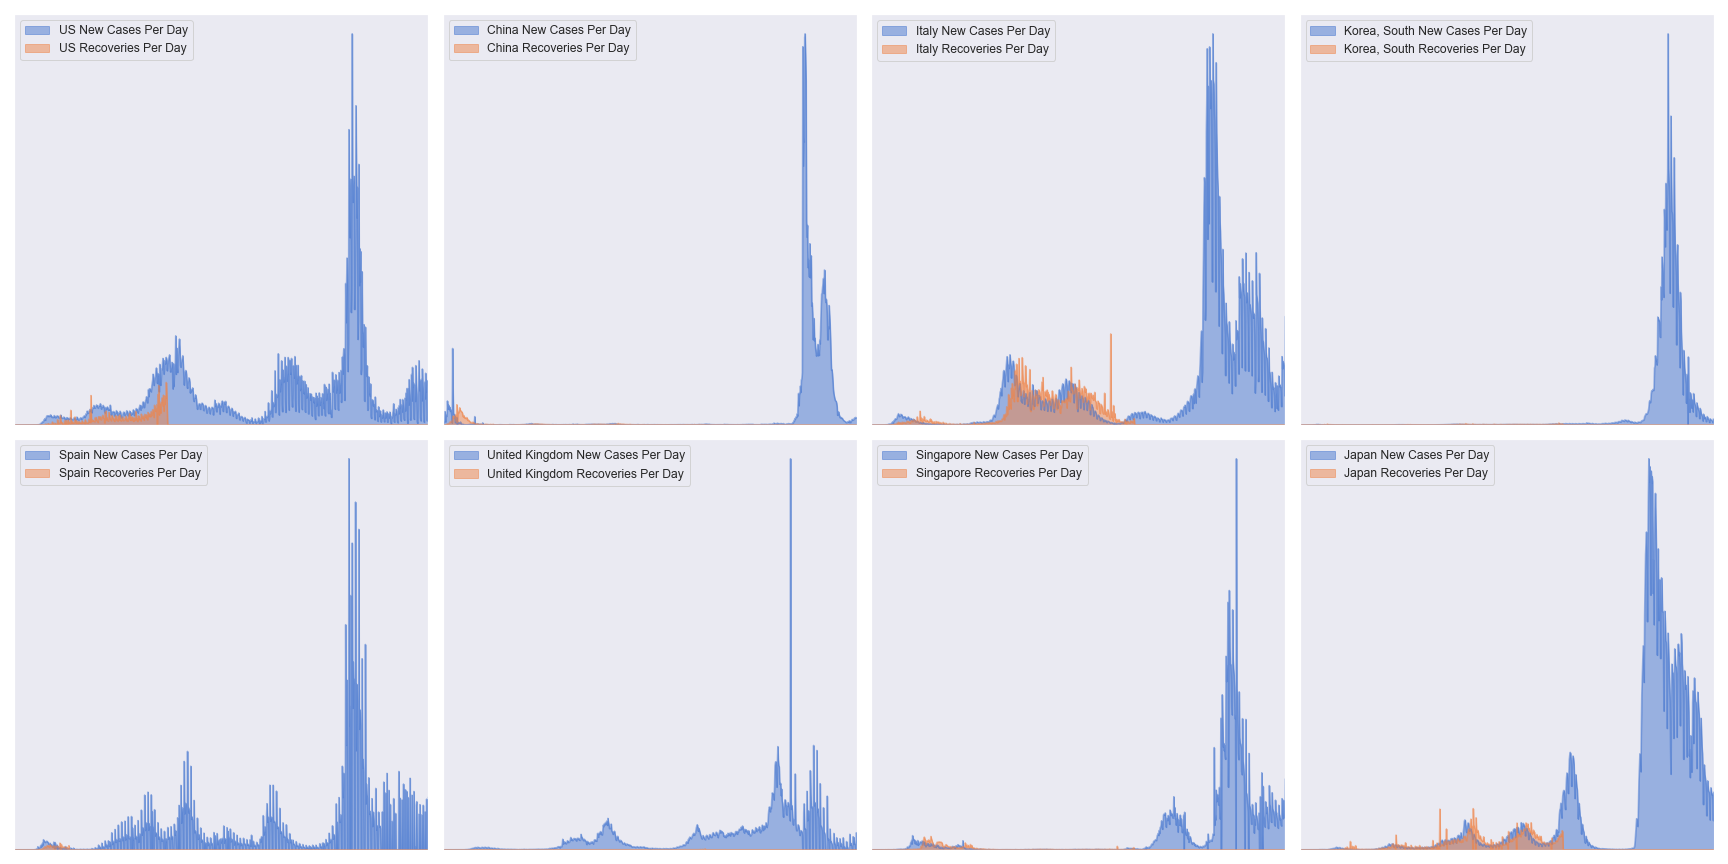 US New Cases Per Day
US Recoveries Per Day
China New Cases Per Day
China Recoveries Per Day
Italy New Cases Per Day
Italy Recoveries Per Day
Korea, South New Cases Per Day
Korea, South Recoveries Per Day
Spain New Cases Per Day
Spain Recoveries Per Day
United Kingdom New Cases Per Day
United Kingdom Recoveries Per Day
Singapore New Cases Per Day
Singapore Recoveries Per Day
Japan New Cases Per Day
Japan Recoveries Per Day